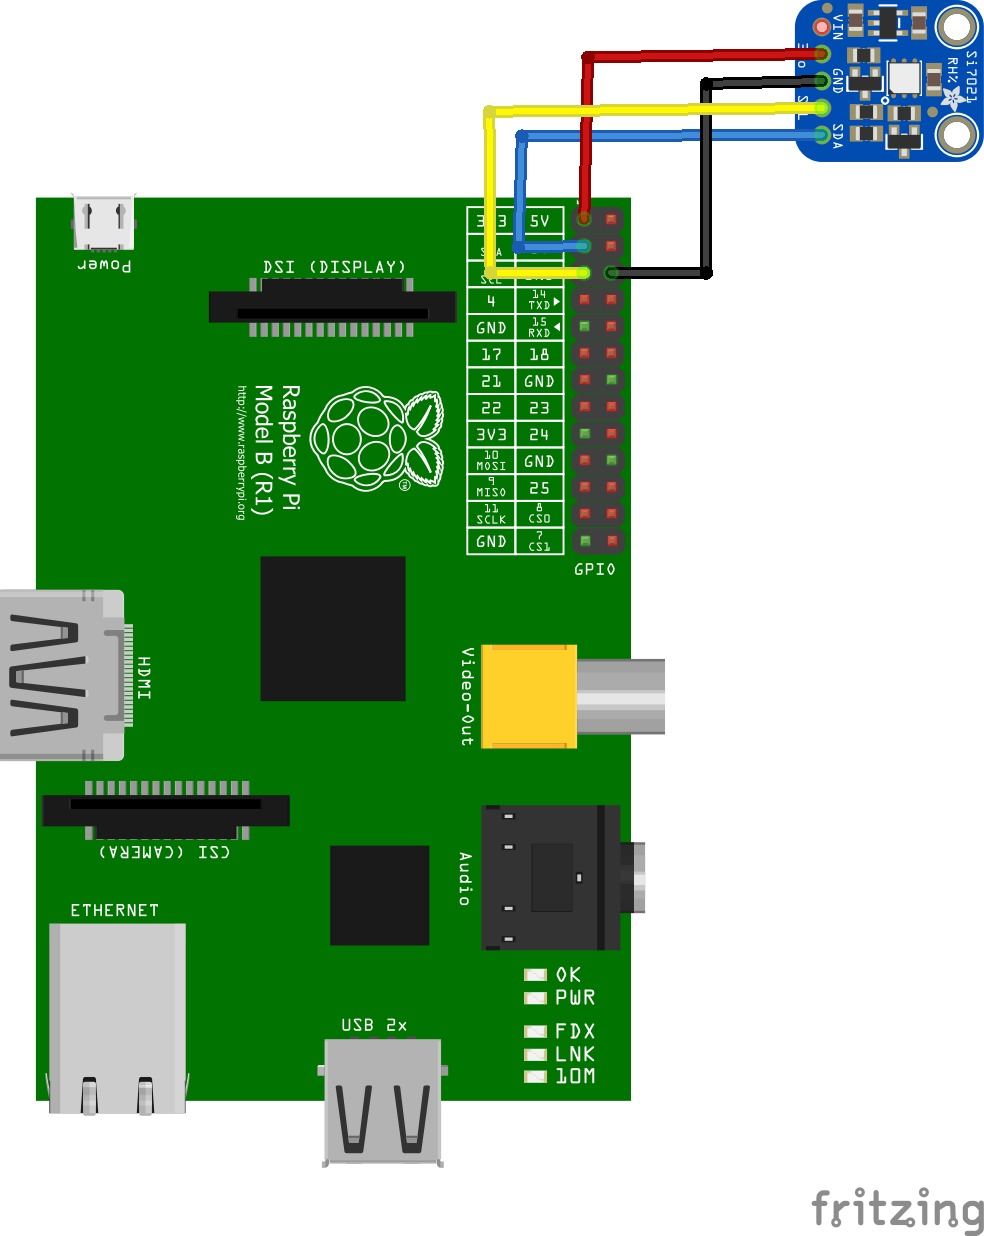 VIN
GND
SDA
Si7021
RH%
Power
DSI (DISPLAY)
3V3 5V
SDA
SCL
4 14 TXD
GND 15 RXD
17 18
21 GND
22 23
3V3 24
10 MOSI GND
9 MISO 25
11 SCLK 8 CS0
GND 7 CS1
GPIO
Raspberry Pi
Model B (R1)
http://www.raspberrypi.org
TM
HDMI
Video-Out
CSI (CAMERA)
Audio
ETHERNET
OK
PWR
FDX
LNK
10M
USB 2x
fritzing